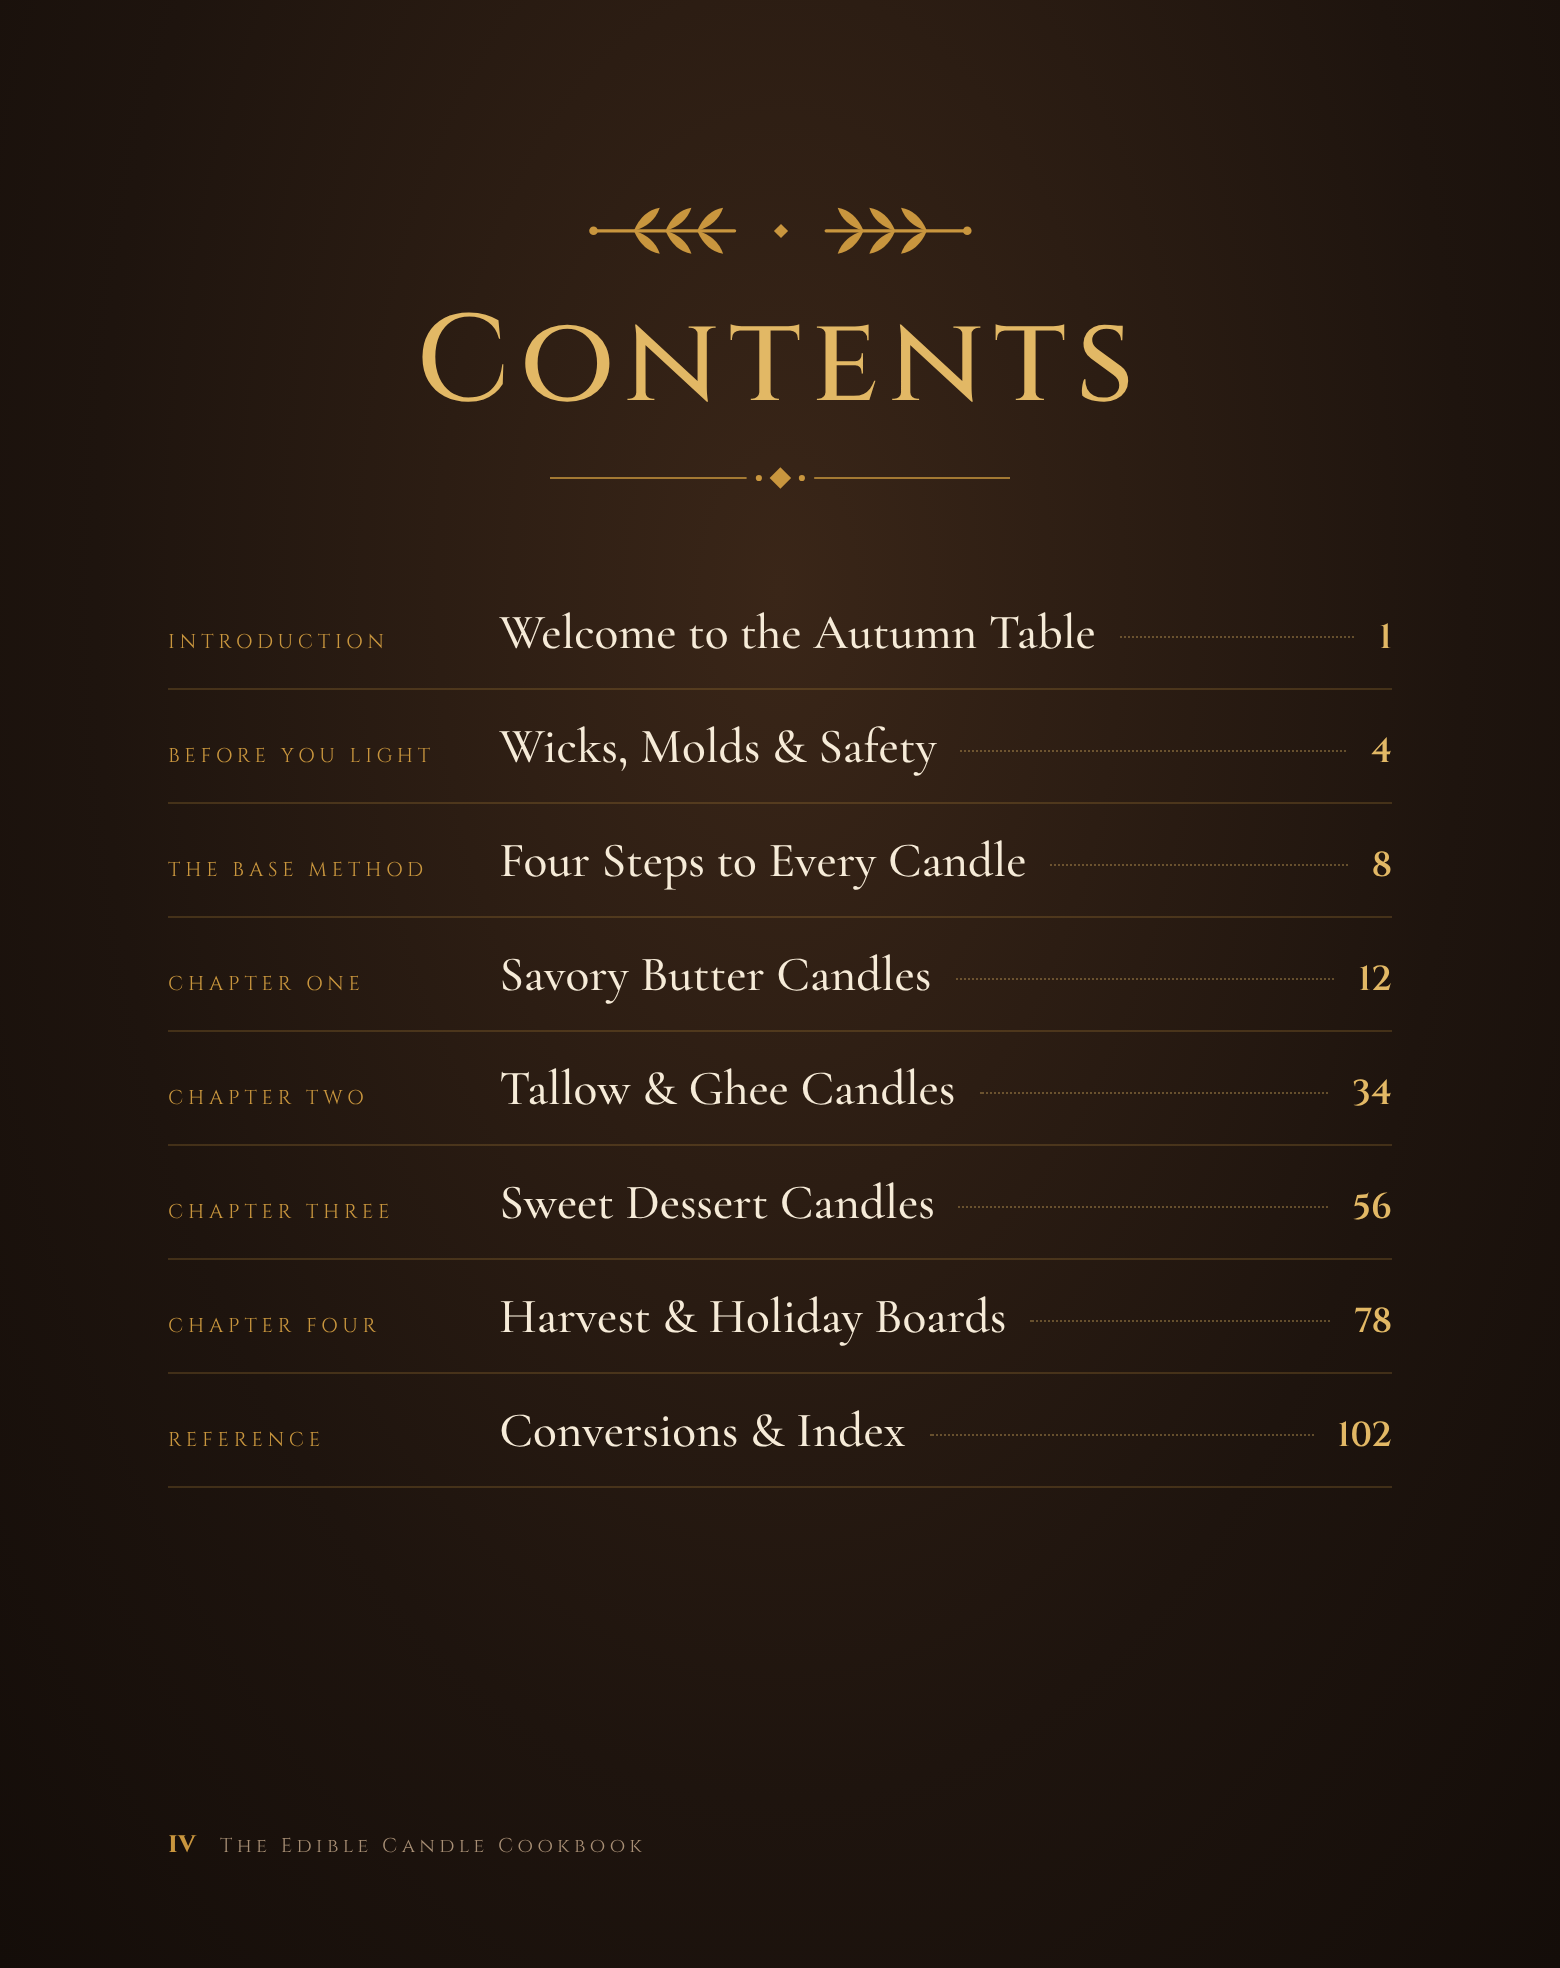 Contents
INTRODUCTION Welcome to the Autumn Table 1
BEFORE YOU LIGHT Wicks, Molds & Safety 4
THE BASE METHOD Four Steps to Every Candle 8
CHAPTER ONE Savory Butter Candles 12
CHAPTER TWO Tallow & Ghee Candles 34
CHAPTER THREE Sweet Dessert Candles 56
CHAPTER FOUR Harvest & Holiday Boards 78
REFERENCE Conversions & Index 102
IV The Edible Candle Cookbook